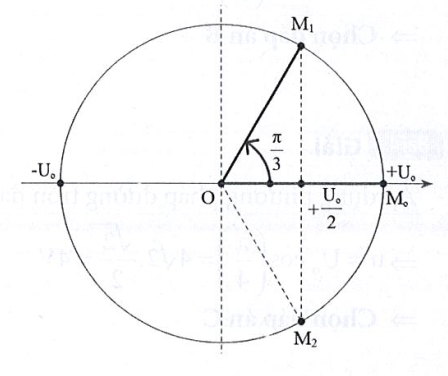 M₁
π
3
-U₀
+U₀
O
+U₀
2
M₀
M₂